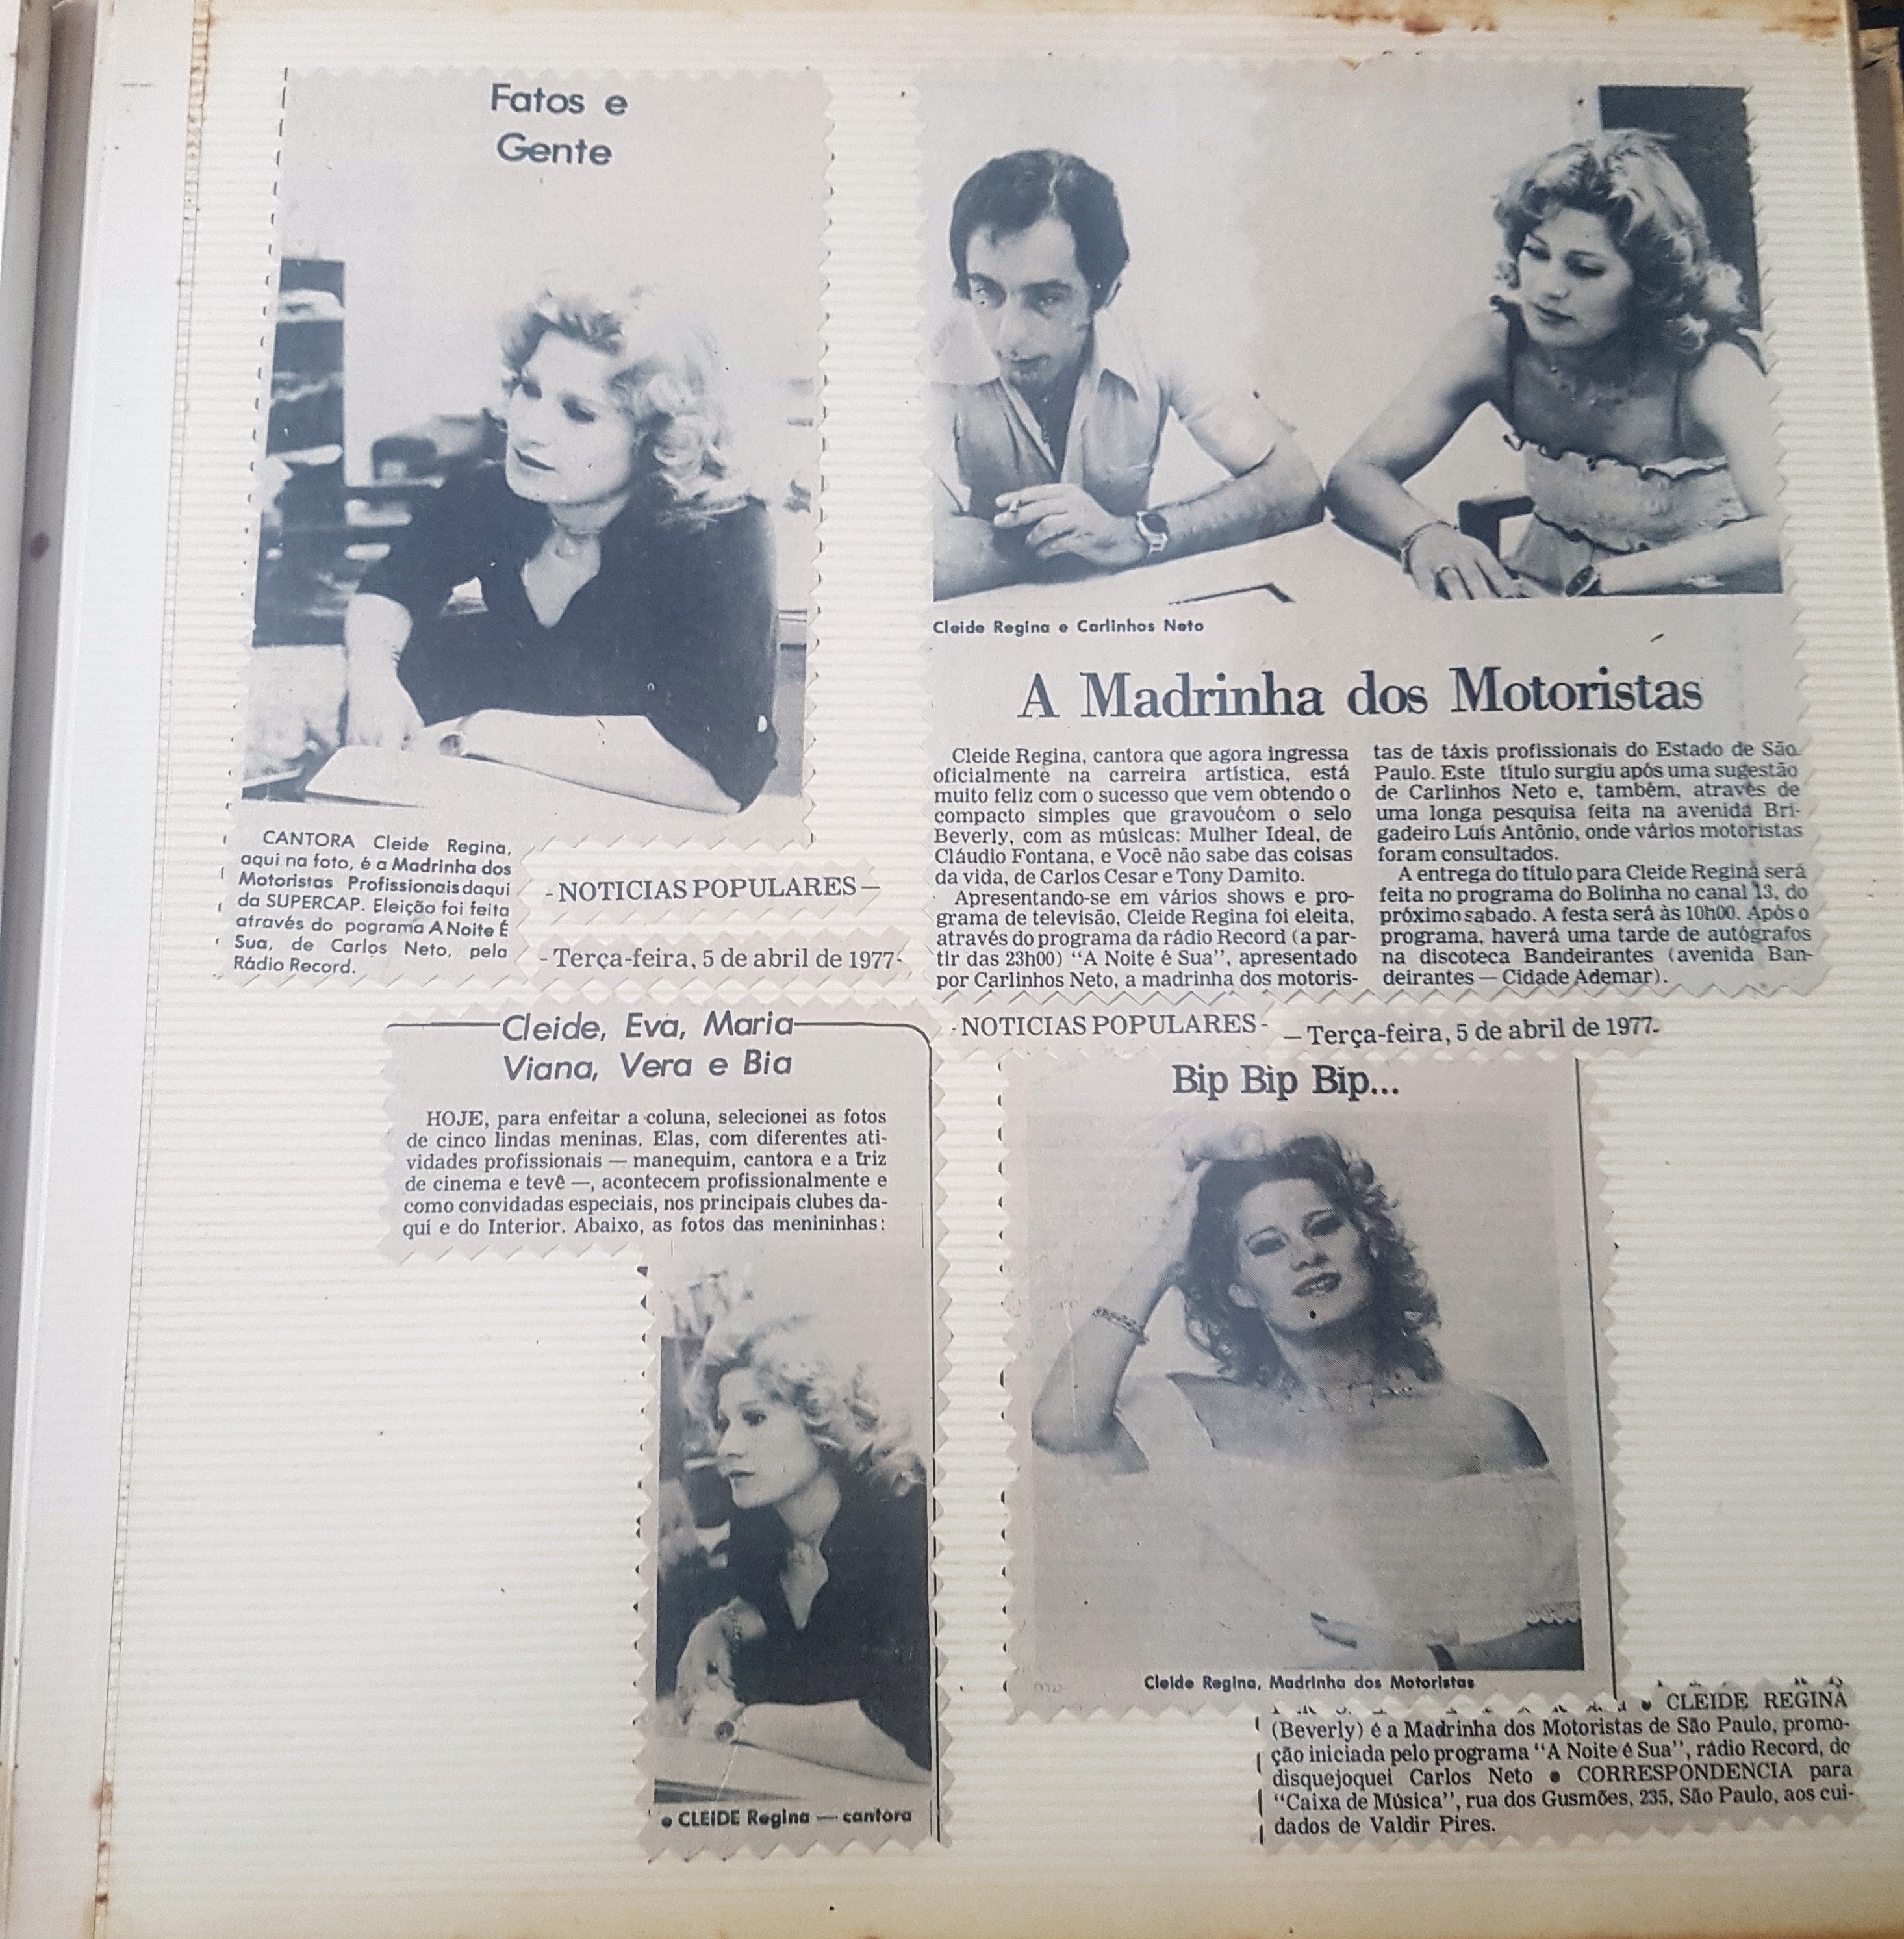 Fatos e
Gente
CANTORA Cleide Regina,
aqui na foto, é a Madrinha dos
Motoristas Profissionais daqui
da SUPERCAP. Eleição foi feita
através do pograma A Noite É
Sua, de Carlos Neto, pela
Rádio Record.
- NOTICIAS POPULARES —
- Terça-feira, 5 de abril de 1977-
Cleide Regina e Carlinhos Neto
A Madrinha dos Motoristas
Cleide Regina, cantora que agora ingressa
oficialmente na carreira artística, está
muito feliz com o sucesso que vem obtendo o
compacto simples que gravoucom o selo
Beverly, com as músicas: Mulher Ideal, de
Cláudio Fontana, e Você não sabe das coisas
da vida, de Carlos Cesar e Tony Damito.
Apresentando-se em vários shows e pro-
grama de televisão, Cleide Regina foi eleita,
através do programa da rádio Record (a par-
tir das 23h00) “A Noite é Sua”, apresentado
por Carlinhos Neto, a madrinha dos motoris-
tas de táxis profissionais do Estado de São
Paulo. Este título surgiu após uma sugestão
de Carlinhos Neto e, também, através de
uma longa pesquisa feita na avenida Bri-
gadeiro Luís Antônio, onde vários motoristas
foram consultados.
A entrega do título para Cleide Regina será
feita no programa do Bolinha no canal 13, do
próximo sabado. A festa será às 10h00. Após o
programa, haverá uma tarde de autógrafos
na discoteca Bandeirantes (avenida Ban-
deirantes — Cidade Ademar).
- NOTICIAS POPULARES -
— Terça-feira, 5 de abril de 1977-
Cleide, Eva, Maria
Viana, Vera e Bia
HOJE, para enfeitar a coluna, selecionei as fotos
de cinco lindas meninas. Elas, com diferentes ati-
vidades profissionais — manequim, cantora e a triz
de cinema e tevê —, acontecem profissionalmente e
como convidadas especiais, nos principais clubes da-
qui e do Interior. Abaixo, as fotos das menininhas:
● CLEIDE Regina — cantora
Bip Bip Bip...
Cleide Regina, Madrinha dos Motoristas
● CLEIDE REGINA
(Beverly) é a Madrinha dos Motoristas de São Paulo, promo-
ção iniciada pelo programa “A Noite é Sua”, rádio Record, do
disquejoquei Carlos Neto ● CORRESPONDENCIA para
“Caixa de Música”, rua dos Gusmões, 235, São Paulo, aos cui-
dados de Valdir Pires.